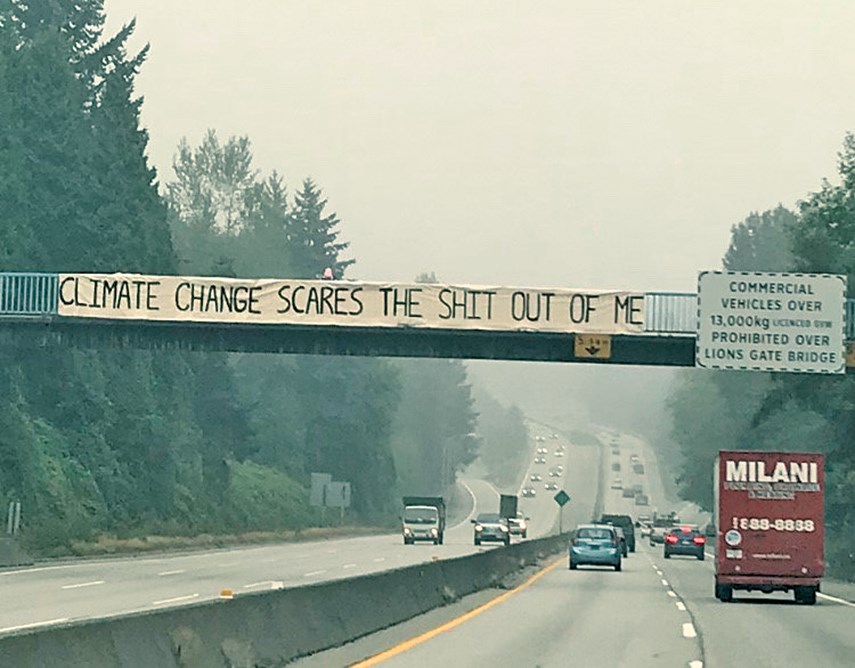 CLIMATE CHANGE SCARES THE SHIT OUT OF ME
COMMERCIAL
VEHICLES OVER
13,000kg LICENCED GVW
PROHIBITED OVER
LIONS GATE BRIDGE
MILANI
888-8888